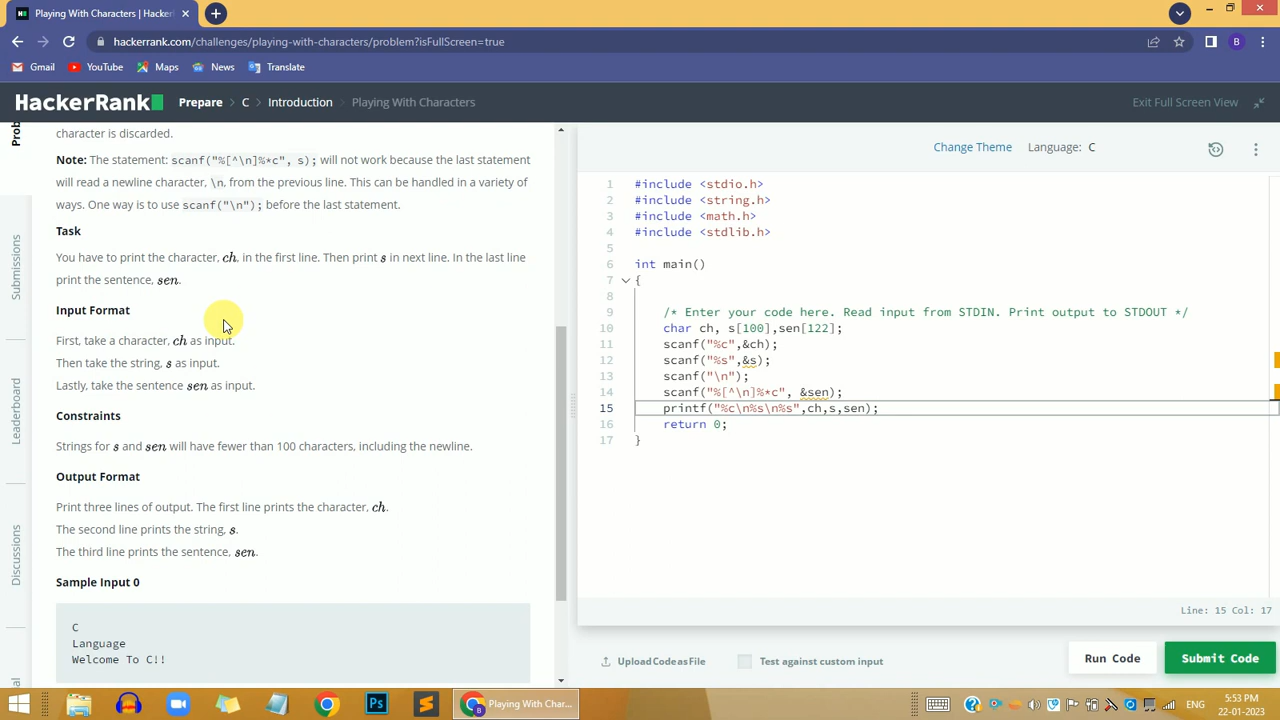 Playing With Characters | Hacker
hackerrank.com/challenges/playing-with-characters/problem?isFullScreen=true
Gmail YouTube Maps News Translate
HackerRank Prepare > C > Introduction > Playing With Characters Exit Full Screen View
Prob
Submissions
Leaderboard
Discussions
character is discarded.
Note: The statement: scanf("%[^\n]%*c", s); will not work because the last statement
will read a newline character, \n, from the previous line. This can be handled in a variety of
ways. One way is to use scanf("\n"); before the last statement.
Task
You have to print the character, ch, in the first line. Then print s in next line. In the last line
print the sentence, sen.
Input Format
First, take a character, ch as input.
Then take the string, s as input.
Lastly, take the sentence sen as input.
Constraints
Strings for s and sen will have fewer than 100 characters, including the newline.
Output Format
Print three lines of output. The first line prints the character, ch.
The second line prints the string, s.
The third line prints the sentence, sen.
Sample Input 0
C
Language
Welcome To C!!
Change Theme Language: C
1 #include <stdio.h>
2 #include <string.h>
3 #include <math.h>
4 #include <stdlib.h>
5
6 int main()
7 {
8
9 /* Enter your code here. Read input from STDIN. Print output to STDOUT */
10 char ch, s[100],sen[122];
11 scanf("%c",&ch);
12 scanf("%s",&s);
13 scanf("\n");
14 scanf("%[^\n]%*c", &sen);
15 printf("%c\n%s\n%s",ch,s,sen);
16 return 0;
17 }
Line: 15 Col: 17
Upload Code as File Test against custom input Run Code Submit Code
Playing With Char... ENG 5:53 PM
22-01-2023